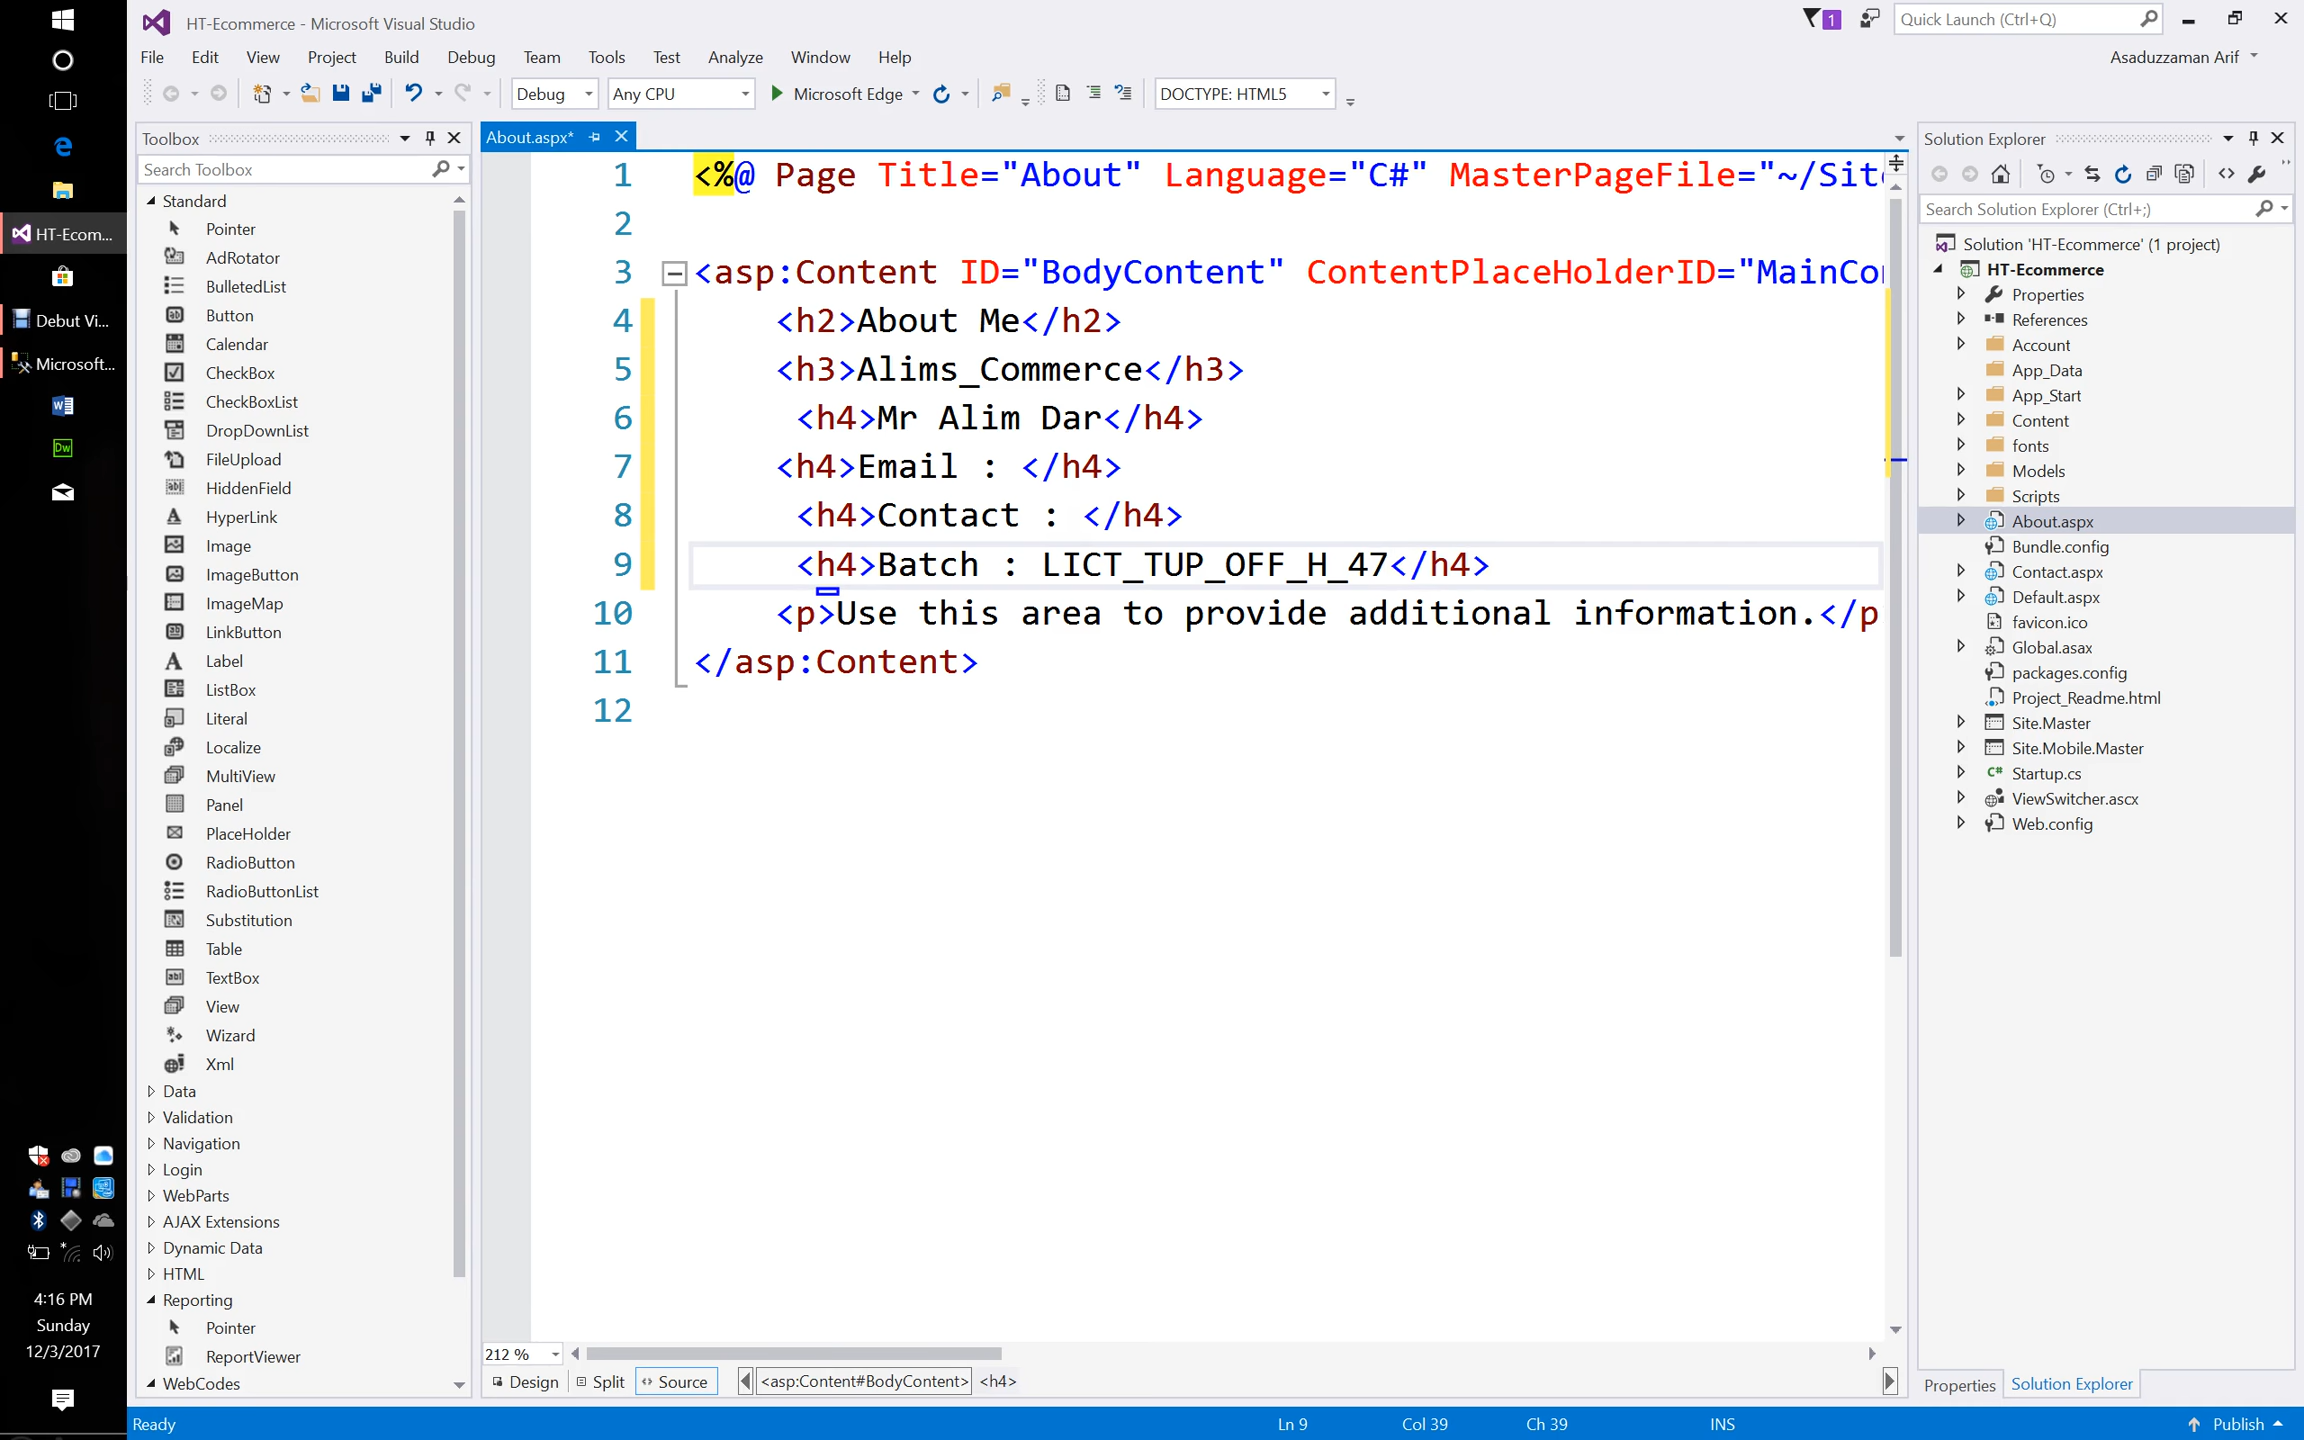 HT-Ecommerce - Microsoft Visual Studio
1
Quick Launch (Ctrl+Q)
File Edit View Project Build Debug Team Tools Test Analyze Window Help
Asaduzzaman Arif
Debug Any CPU Microsoft Edge DOCTYPE: HTML5
HT-Ecom...
Debut Vi...
Microsoft...
Dw
4:16 PM
Sunday
12/3/2017
Toolbox
Search Toolbox
Standard
Pointer
AdRotator
BulletedList
Button
Calendar
CheckBox
CheckBoxList
DropDownList
FileUpload
HiddenField
HyperLink
Image
ImageButton
ImageMap
LinkButton
Label
ListBox
Literal
Localize
MultiView
Panel
PlaceHolder
RadioButton
RadioButtonList
Substitution
Table
TextBox
View
Wizard
Xml
Data
Validation
Navigation
Login
WebParts
AJAX Extensions
Dynamic Data
HTML
Reporting
Pointer
ReportViewer
WebCodes
About.aspx*
1 <%@ Page Title="About" Language="C#" MasterPageFile="~/Site
2
3 <asp:Content ID="BodyContent" ContentPlaceHolderID="MainCon
4 <h2>About Me</h2>
5 <h3>Alims_Commerce</h3>
6 <h4>Mr Alim Dar</h4>
7 <h4>Email : </h4>
8 <h4>Contact : </h4>
9 <h4>Batch : LICT_TUP_OFF_H_47</h4>
10 <p>Use this area to provide additional information.</p
11 </asp:Content>
12
212 %
Design Split Source <asp:Content#BodyContent> <h4>
Solution Explorer
Search Solution Explorer (Ctrl+;)
Solution 'HT-Ecommerce' (1 project)
HT-Ecommerce
Properties
References
Account
App_Data
App_Start
Content
fonts
Models
Scripts
About.aspx
Bundle.config
Contact.aspx
Default.aspx
favicon.ico
Global.asax
packages.config
Project_Readme.html
Site.Master
Site.Mobile.Master
Startup.cs
ViewSwitcher.ascx
Web.config
Properties Solution Explorer
Ready Ln 9 Col 39 Ch 39 INS Publish